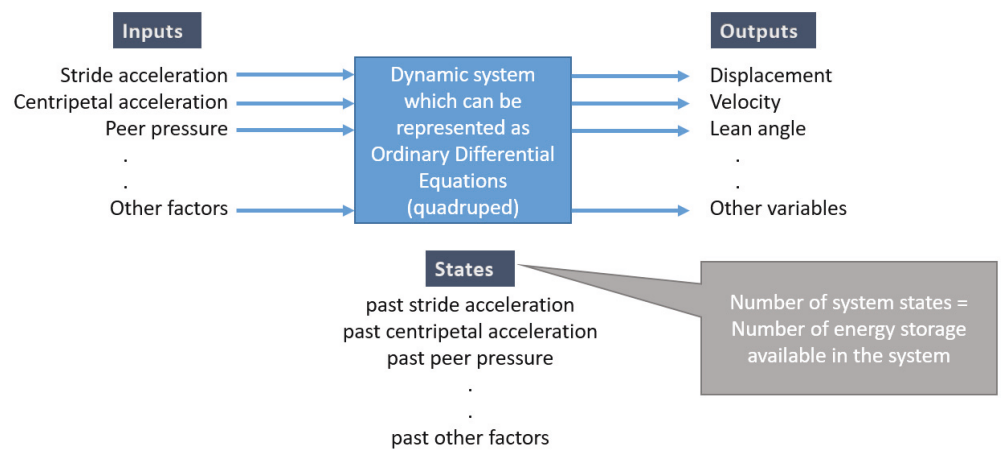 Inputs
Outputs
Stride acceleration
Centripetal acceleration
Peer pressure
.
.
Other factors
Dynamic system
which can be
represented as
Ordinary Differential
Equations
(quadruped)
Displacement
Velocity
Lean angle
.
.
Other variables
States
past stride acceleration
past centripetal acceleration
past peer pressure
.
.
past other factors
Number of system states =
Number of energy storage
available in the system